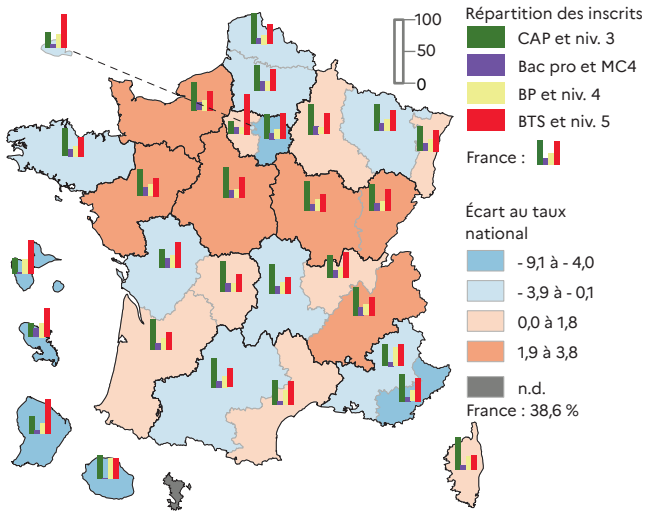 100
50
0
Répartition des inscrits
CAP et niv. 3
Bac pro et MC4
BP et niv. 4
BTS et niv. 5
France :
Écart au taux
national
- 9,1 à - 4,0
- 3,9 à - 0,1
0,0 à 1,8
1,9 à 3,8
n.d.
France : 38,6 %